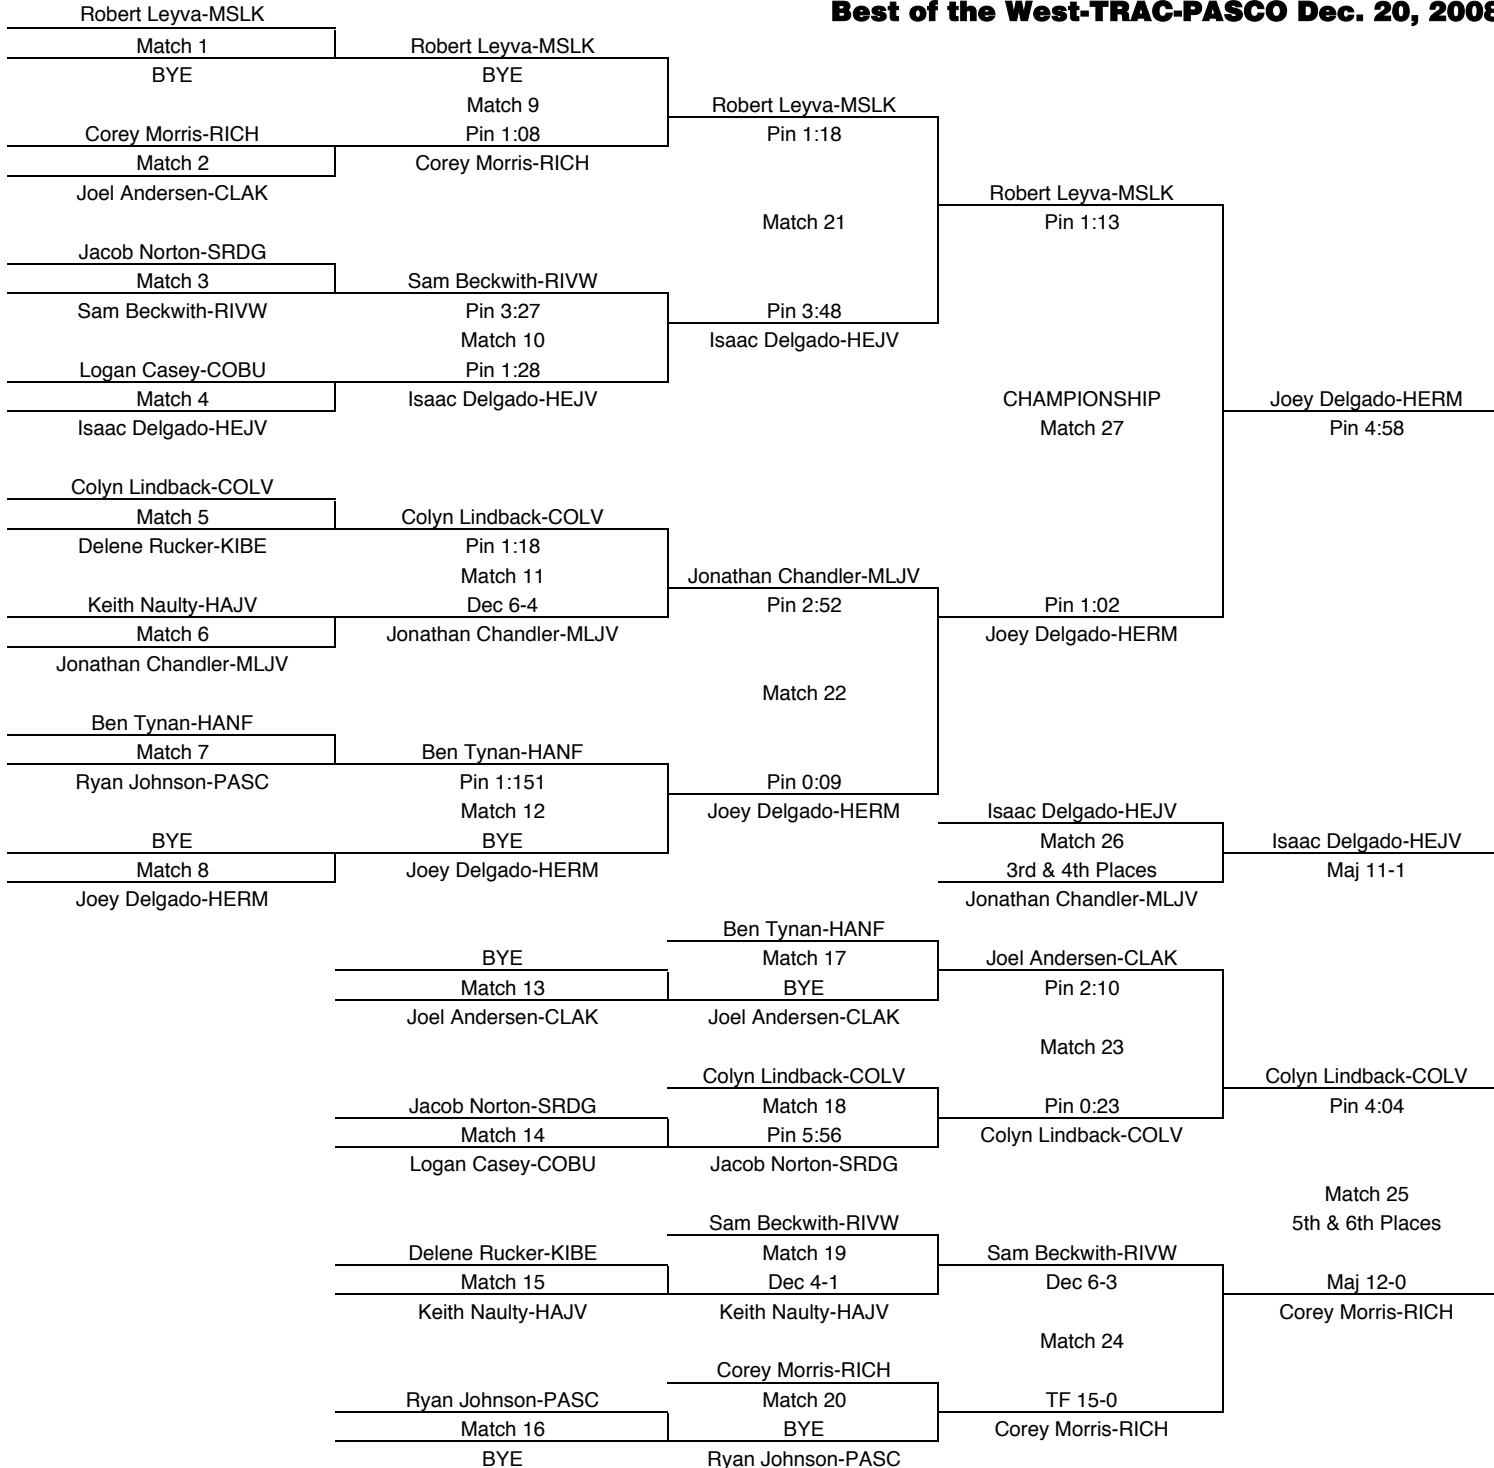 Best of the West-TRAC-PASCO Dec. 20, 2008
Robert Leyva-MSLK
Match 1
BYE
Corey Morris-RICH
Match 2
Joel Andersen-CLAK
Jacob Norton-SRDG
Match 3
Sam Beckwith-RIVW
Logan Casey-COBU
Match 4
Isaac Delgado-HEJV
Colyn Lindback-COLV
Match 5
Delene Rucker-KIBE
Keith Naulty-HAJV
Match 6
Jonathan Chandler-MLJV
Ben Tynan-HANF
Match 7
Ryan Johnson-PASC
BYE
Match 8
Joey Delgado-HERM
Robert Leyva-MSLK
BYE
Match 9
Pin 1:08
Corey Morris-RICH
Sam Beckwith-RIVW
Pin 3:27
Match 10
Pin 1:28
Isaac Delgado-HEJV
Colyn Lindback-COLV
Pin 1:18
Match 11
Dec 6-4
Jonathan Chandler-MLJV
Ben Tynan-HANF
Pin 1:151
Match 12
BYE
Joey Delgado-HERM
Robert Leyva-MSLK
Pin 1:18
Match 21
Pin 3:48
Isaac Delgado-HEJV
Jonathan Chandler-MLJV
Pin 2:52
Match 22
Pin 0:09
Joey Delgado-HERM
Robert Leyva-MSLK
Pin 1:13
CHAMPIONSHIP
Match 27
Pin 1:02
Joey Delgado-HERM
Joey Delgado-HERM
Pin 4:58
Isaac Delgado-HEJV
Match 26
3rd & 4th Places
Jonathan Chandler-MLJV
Isaac Delgado-HEJV
Maj 11-1
BYE
Match 13
Joel Andersen-CLAK
Jacob Norton-SRDG
Match 14
Logan Casey-COBU
Delene Rucker-KIBE
Match 15
Keith Naulty-HAJV
Ryan Johnson-PASC
Match 16
BYE
Ben Tynan-HANF
Match 17
BYE
Joel Andersen-CLAK
Colyn Lindback-COLV
Match 18
Pin 5:56
Jacob Norton-SRDG
Sam Beckwith-RIVW
Match 19
Dec 4-1
Keith Naulty-HAJV
Corey Morris-RICH
Match 20
BYE
Ryan Johnson-PASC
Joel Andersen-CLAK
Pin 2:10
Match 23
Pin 0:23
Colyn Lindback-COLV
Sam Beckwith-RIVW
Dec 6-3
Match 24
TF 15-0
Corey Morris-RICH
Colyn Lindback-COLV
Pin 4:04
Match 25
5th & 6th Places
Maj 12-0
Corey Morris-RICH